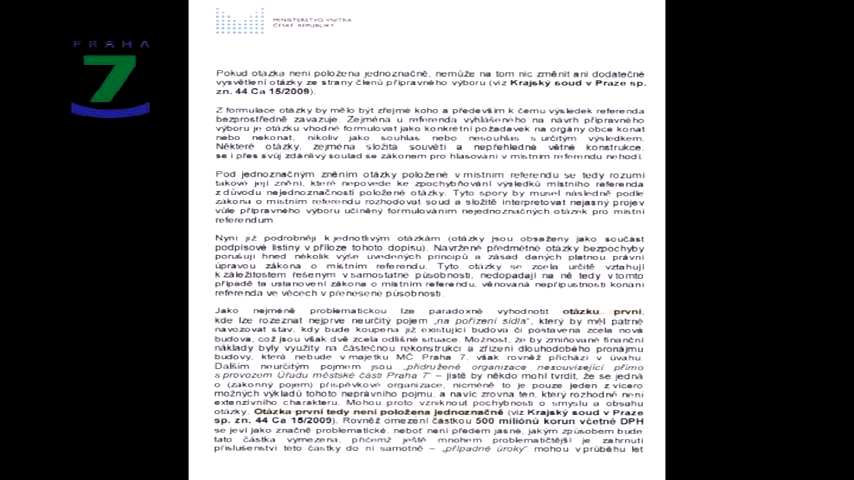 PRAHA
7
MINISTERSTVO VNITRA
ČESKÉ REPUBLIKY
Pokud otázka není položena jednoznačně, nemůže na tom nic změnit ani dodatečné
vysvětlení otázky ze strany členů přípravného výboru (viz Krajský soud v Praze sp.
zn. 44 Ca 15/2009).
Z formulace otázky by mělo být zřejmé koho a především k čemu výsledek referenda
bezprostředně zavazuje. Zejména u referenda vyhlášeného na návrh přípravného
výboru je otázku vhodné formulovat jako konkrétní požadavek na orgány obce konat
nebo nekonat, nikoliv jako souhlas nebo nesouhlas s určitým výsledkem.
Některé otázky, zejména složitá souvětí a nepřehledné větné konstrukce,
se i přes svůj zdánlivý soulad se zákonem pro hlasování v místním referendu nehodí.
Pod jednoznačným zněním otázky položené v místním referendu se tedy rozumí
takové její znění, které nepovede ke zpochybňování výsledků místního referenda
z důvodu nejednoznačnosti položené otázky. Tyto spory by musel následně podle
zákona o místním referendu rozhodovat soud a složitě interpretovat nejasný projev
vůle přípravného výboru učiněný formulováním nejednoznačných otázek pro místní
referendum.
Nyní již podrobněji k jednotlivým otázkám (otázky jsou obsaženy jako součást
podpisové listiny v příloze tohoto dopisu). Navržené předmětné otázky bezpochyby
porušují hned několik výše uvedených principů a zásad daných platnou právní
úpravou zákona o místním referendu. Tyto otázky se zcela určitě vztahují
k záležitostem řešeným v samostatné působnosti, nedopadají na ně tedy v tomto
případě ta ustanovení zákona o místním referendu, věnovaná nepřípustnosti konání
referenda ve věcech v přenesené působnosti.
Jako nejméně problematickou lze paradoxně vyhodnotit otázku první,
kde lze rozeznat nejprve neurčitý pojem „na pořízení sídla", který by měl patrně
navozovat stav, kdy bude koupena již existující budova či postavena zcela nová
budova, což jsou však dvě zcela odlišné situace. Možnost, že by zmiňované finanční
náklady byly využity na částečnou rekonstrukci a zřízení dlouhodobého pronájmu
budovy, která nebude v majetku MČ Praha 7, však rovněž přichází v úvahu.
Dalším neurčitým pojmem jsou „přidružené organizace nesouvisející přímo
s provozem Úřadu městské části Praha 7" – jistě by někdo mohl tvrdit, že se jedná
o (zákonný pojem) příspěvkové organizace, nicméně to je pouze jeden z vícero
možných výkladů tohoto neprávního pojmu, a navíc zrovna ten, který rozhodně není
extenzivního charakteru. Mohou proto vzniknout pochybnosti o smyslu a obsahu
otázky. Otázka první tedy není položena jednoznačně (viz Krajský soud v Praze
sp. zn. 44 Ca 15/2009). Rovněž omezení částkou 500 miliónů korun včetně DPH
se jeví jako značně problematické, neboť není předem jasné, jakým způsobem bude
tato částka vymezena, přičemž ještě mnohem problematičtější je zahrnutí
příslušenství této částky do ní samotné – „případné úroky" mohou v průběhu let